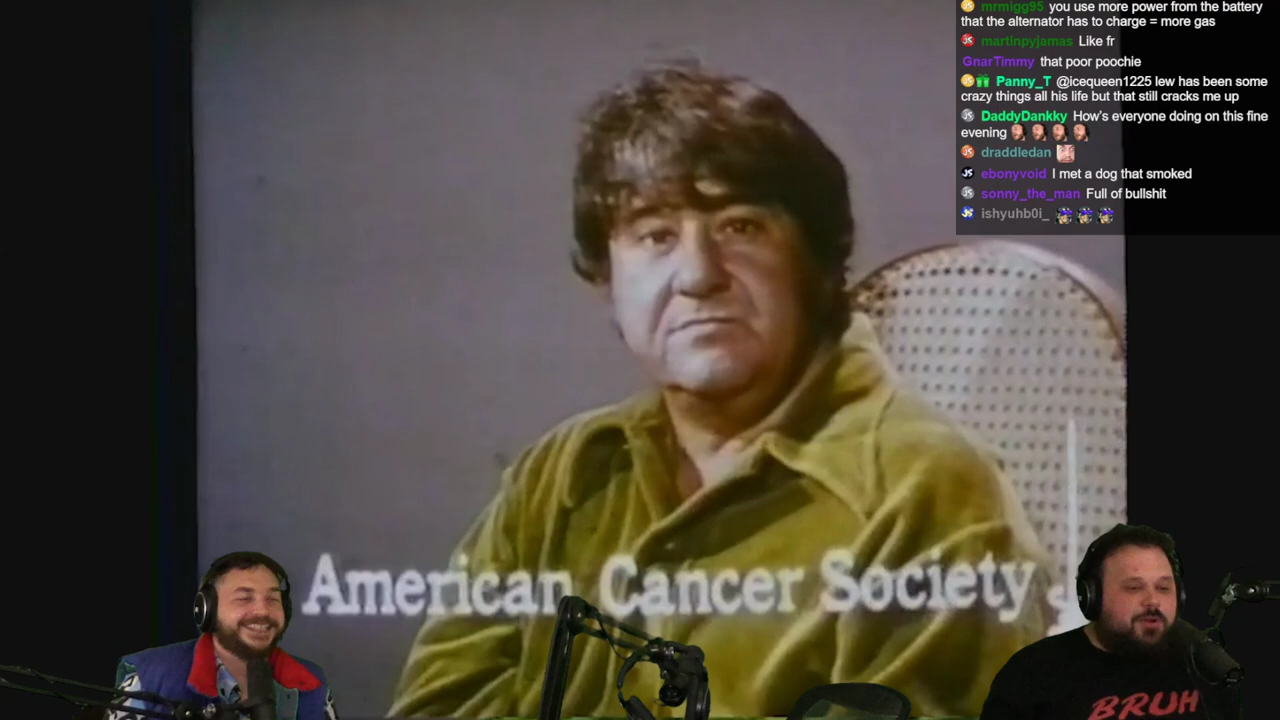 mrmigg95 you use more power from the battery
that the alternator has to charge = more gas
martinpyjamas Like fr
GnarTimmy that poor poochie
Panny_T @icequeen1225 lew has been some
crazy things all his life but that still cracks me up
DaddyDankky How's everyone doing on this fine
evening
draddledan
ebonyvoid I met a dog that smoked
sonny_the_man Full of bullshit
ishyuhb0i_
American Cancer Society
BRUH